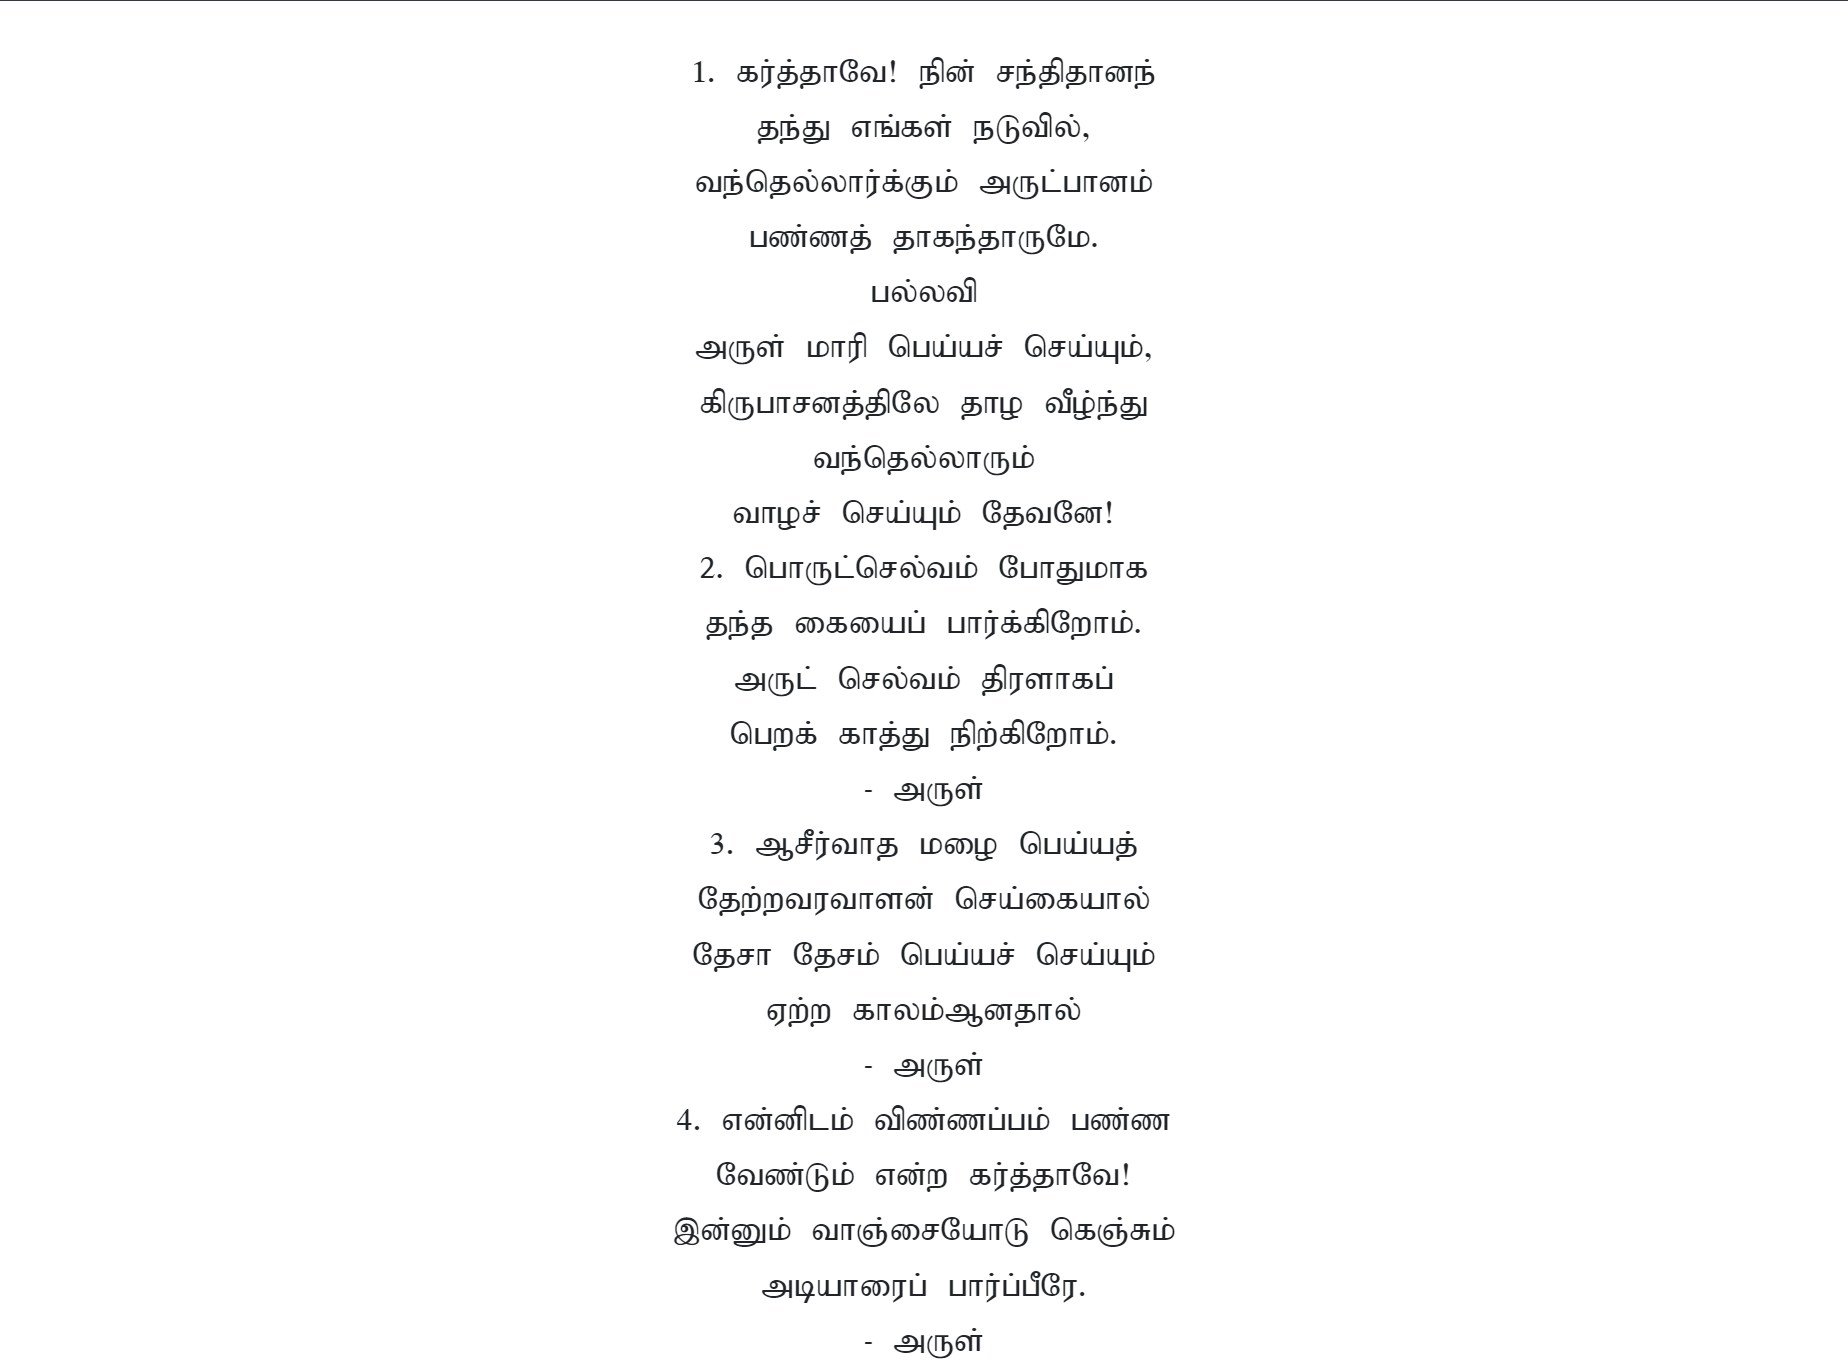 1. கர்த்தாவே! நின் சந்திதானந்
தந்து எங்கள் நடுவில்,
வந்தெல்லார்க்கும் அருட்பானம்
பண்ணத் தாகந்தாருமே.
பல்லவி
அருள் மாரி பெய்யச் செய்யும்,
கிருபாசனத்திலே தாழ வீழ்ந்து
வந்தெல்லாரும்
வாழச் செய்யும் தேவனே!
2. பொருட்செல்வம் போதுமாக
தந்த கையைப் பார்க்கிறோம்.
அருட் செல்வம் திரளாகப்
பெறக் காத்து நிற்கிறோம்.
- அருள்
3. ஆசீர்வாத மழை பெய்யத்
தேற்றவரவாளன் செய்கையால்
தேசா தேசம் பெய்யச் செய்யும்
ஏற்ற காலம்ஆனதால்
- அருள்
4. என்னிடம் விண்ணப்பம் பண்ண
வேண்டும் என்ற கர்த்தாவே!
இன்னும் வாஞ்சையோடு கெஞ்சும்
அடியாரைப் பார்ப்பீரே.
- அருள்